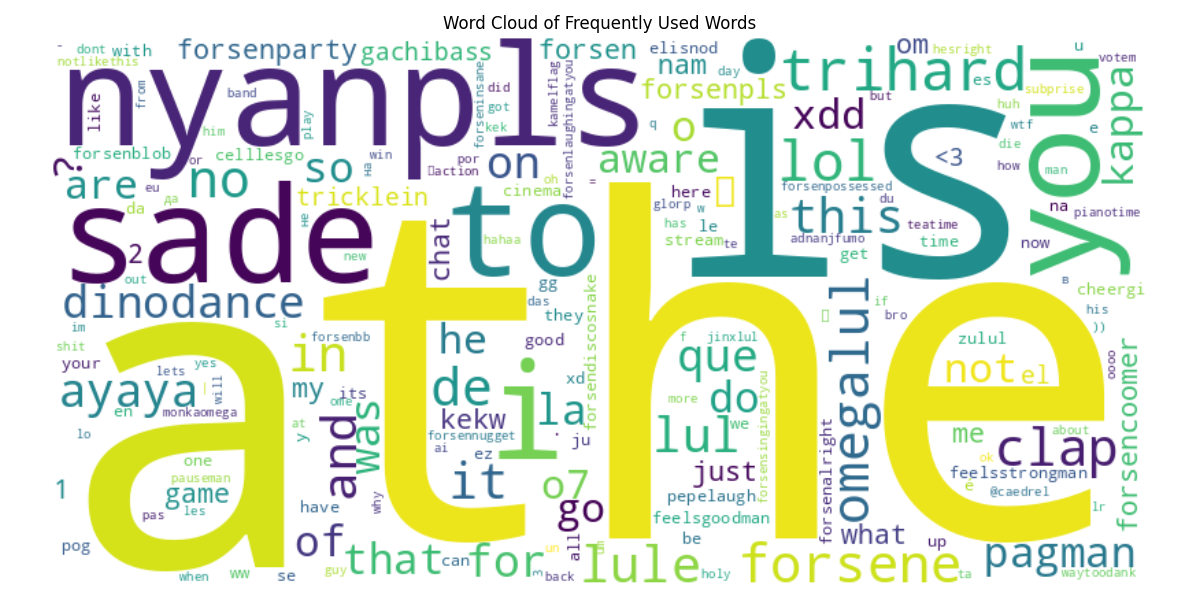 Word Cloud of Frequently Used Words
dont with forsenparty gachibass forsen elisnod om hesright u
notlikethis nam day es votem
nyanpls is trihard you kappa
from band like play him did got kek forseninsane kamelflag forsenlaughingatyou forsenpls but huh subprise
q o xdd wtf e
? forsenblob or celllesgo so на win por action on aware lol <3 die how man
are eu no oh = forsenpossessed
да da tricklein cinema here glorp w this du as na pianotime
sade не to has le adnanjfumo teatime
2 chat hahaa stream te get time now
new
out gg в cheergi
dinodance das they forsendiscosnake omegalul if his
im si forsenbb he good f jinxlul bro ))
shit your lets yes in que zulul oooo
a the
ayaya will my its xd de i la more do not el forsencoomer
en monkaomega ome kekw we
lo at y and was forsennugget . ju lul forsensingingatyou forsenalright me clap about
one ai ez ok
pauseman it just feelsstrongman
1 game o7 pepelaugh e @caedrel
pas les have why go feelsgoodman lr
pog of all be what up
that for un lule forsene pagman
when ww se guy can m back holy ta waytoodank